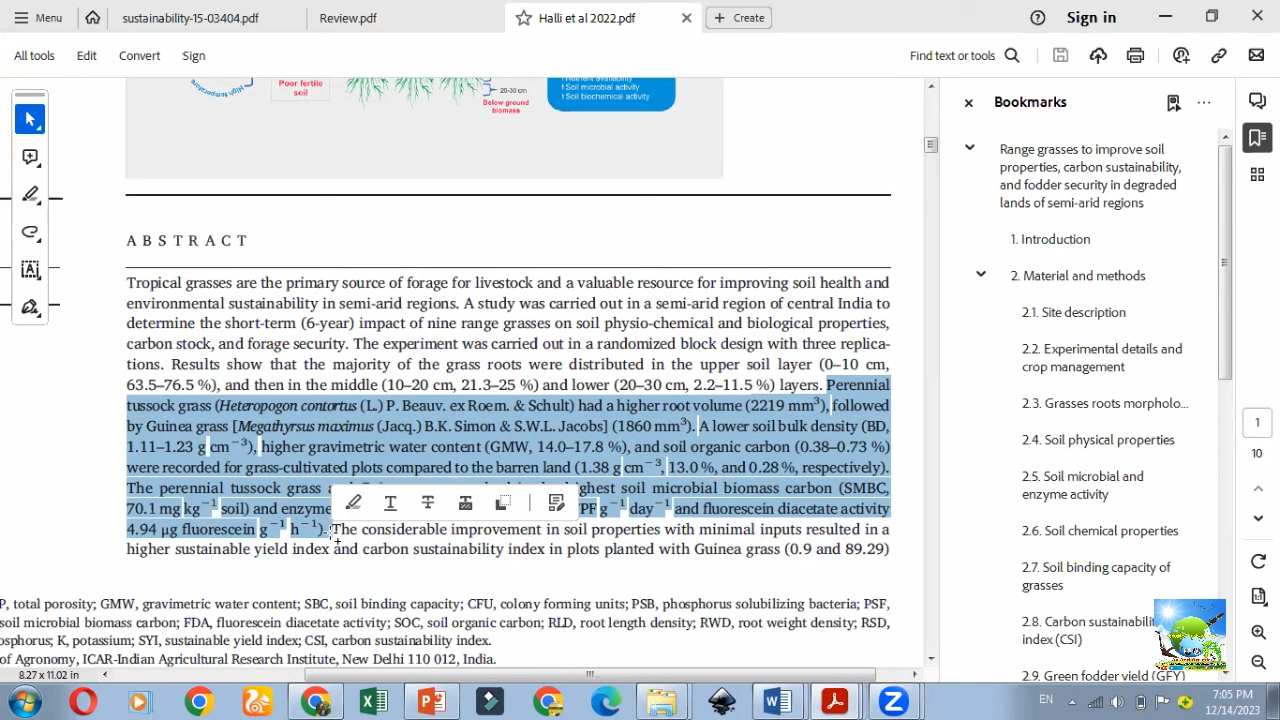 Menu
sustainability-15-03404.pdf
Review.pdf
Halli et al 2022.pdf
Create
Sign in
All tools Edit Convert Sign
Find text or tools
Poor fertile
soil
20-30 cm
Below ground
biomass
Soil biochemical activity
ABSTRACT
Tropical grasses are the primary source of forage for livestock and a valuable resource for improving soil health and
environmental sustainability in semi-arid regions. A study was carried out in a semi-arid region of central India to
determine the short-term (6-year) impact of nine range grasses on soil physio-chemical and biological properties,
carbon stock, and forage security. The experiment was carried out in a randomized block design with three replica-
tions. Results show that the majority of the grass roots were distributed in the upper soil layer (0–10 cm,
63.5–76.5 %), and then in the middle (10–20 cm, 21.3–25 %) and lower (20–30 cm, 2.2–11.5 %) layers. Perennial
tussock grass (Heteropogon contortus (L.) P. Beauv. ex Roem. & Schult) had a higher root volume (2219 mm³), followed
by Guinea grass [Megathyrsus maximus (Jacq.) B.K. Simon & S.W.L. Jacobs] (1860 mm³). A lower soil bulk density (BD,
1.11–1.23 g cm⁻³), higher gravimetric water content (GMW, 14.0–17.8 %), and soil organic carbon (0.38–0.73 %)
were recorded for grass-cultivated plots compared to the barren land (1.38 g cm⁻³, 13.0 %, and 0.28 %, respectively).
The perennial tussock grass highest soil microbial biomass carbon (SMBC,
70.1 mg kg⁻¹ soil) and enzyme PF g⁻¹ day⁻¹ and fluorescein diacetate activity
4.94 μg fluorescein g⁻¹ h⁻¹). The considerable improvement in soil properties with minimal inputs resulted in a
higher sustainable yield index and carbon sustainability index in plots planted with Guinea grass (0.9 and 89.29)
P, total porosity; GMW, gravimetric water content; SBC, soil binding capacity; CFU, colony forming units; PSB, phosphorus solubilizing bacteria; PSF,
soil microbial biomass carbon; FDA, fluorescein diacetate activity; SOC, soil organic carbon; RLD, root length density; RWD, root weight density; RSD,
osphorus; K, potassium; SYI, sustainable yield index; CSI, carbon sustainability index.
of Agronomy, ICAR-Indian Agricultural Research Institute, New Delhi 110 012, India.
8.27 x 11.02 in
Bookmarks
Range grasses to improve soil
properties, carbon sustainability,
and fodder security in degraded
lands of semi-arid regions
1. Introduction
2. Material and methods
2.1. Site description
2.2. Experimental details and
crop management
2.3. Grasses roots morpholo...
2.4. Soil physical properties
2.5. Soil microbial and
enzyme activity
2.6. Soil chemical properties
2.7. Soil binding capacity of
grasses
2.8. Carbon
index (CSI)
2.9. Green fodder yield (GFY)
1
10
EN
7:05 PM
12/14/2023